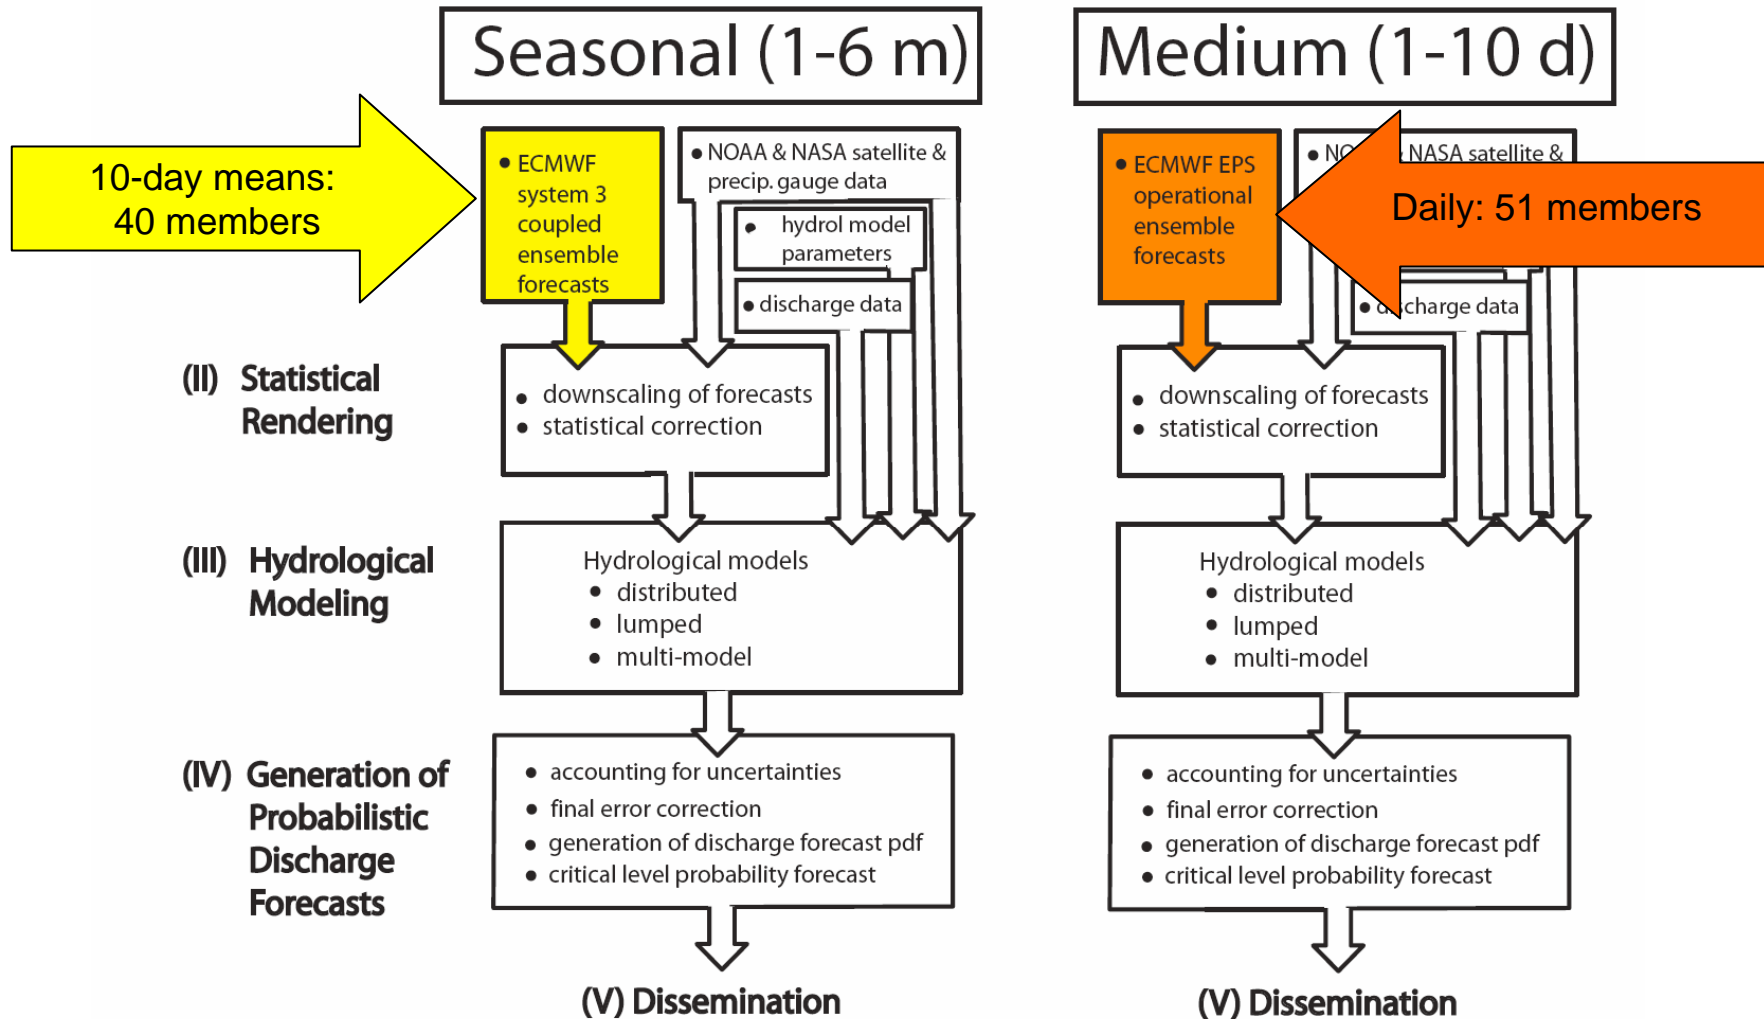 Seasonal (1-6 m)
10-day means:
40 members
• ECMWF
system 3
coupled
ensemble
forecasts
• NOAA & NASA satellite &
precip. gauge data
• hydrol model
parameters
• discharge data
Medium (1-10 d)
• ECMWF EPS
operational
ensemble
forecasts
• & NASA satellite &
Daily: 51 members
• discharge data
(II) Statistical
Rendering
• downscaling of forecasts
• statistical correction
• downscaling of forecasts
• statistical correction
(III) Hydrological
Modeling
Hydrological models
• distributed
• lumped
• multi-model
Hydrological models
• distributed
• lumped
• multi-model
(IV) Generation of
Probabilistic
Discharge
Forecasts
• accounting for uncertainties
• final error correction
• generation of discharge forecast pdf
• critical level probability forecast
• accounting for uncertainties
• final error correction
• generation of discharge forecast pdf
• critical level probability forecast
(V) Dissemination
(V) Dissemination